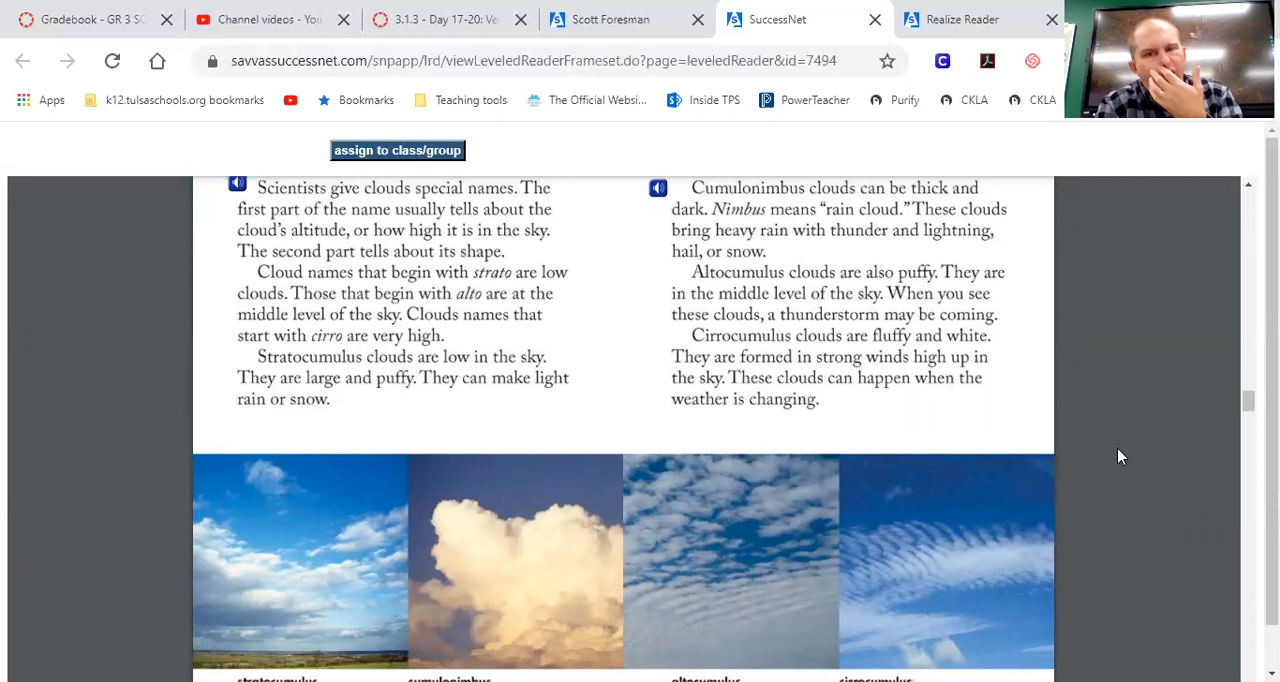 Gradebook - GR 3 SC
Channel videos - You
3.1.3 - Day 17-20: Ve
Scott Foresman
SuccessNet
Realize Reader
savvassuccessnet.com/snpapp/lrd/viewLeveledReaderFrameset.do?page=leveledReader&id=7494
Apps
k12.tulsaschools.org bookmarks
Bookmarks
Teaching tools
The Official Websi...
Inside TPS
PowerTeacher
Purify
CKLA
CKLA
assign to class/group
Scientists give clouds special names. The
first part of the name usually tells about the
cloud's altitude, or how high it is in the sky.
The second part tells about its shape.
Cloud names that begin with strato are low
clouds. Those that begin with alto are at the
middle level of the sky. Clouds names that
start with cirro are very high.
Stratocumulus clouds are low in the sky.
They are large and puffy. They can make light
rain or snow.
Cumulonimbus clouds can be thick and
dark. Nimbus means “rain cloud.” These clouds
bring heavy rain with thunder and lightning,
hail, or snow.
Altocumulus clouds are also puffy. They are
in the middle level of the sky. When you see
these clouds, a thunderstorm may be coming.
Cirrocumulus clouds are fluffy and white.
They are formed in strong winds high up in
the sky. These clouds can happen when the
weather is changing.
stratocumulus
cumulonimbus
altocumulus
cirrocumulus